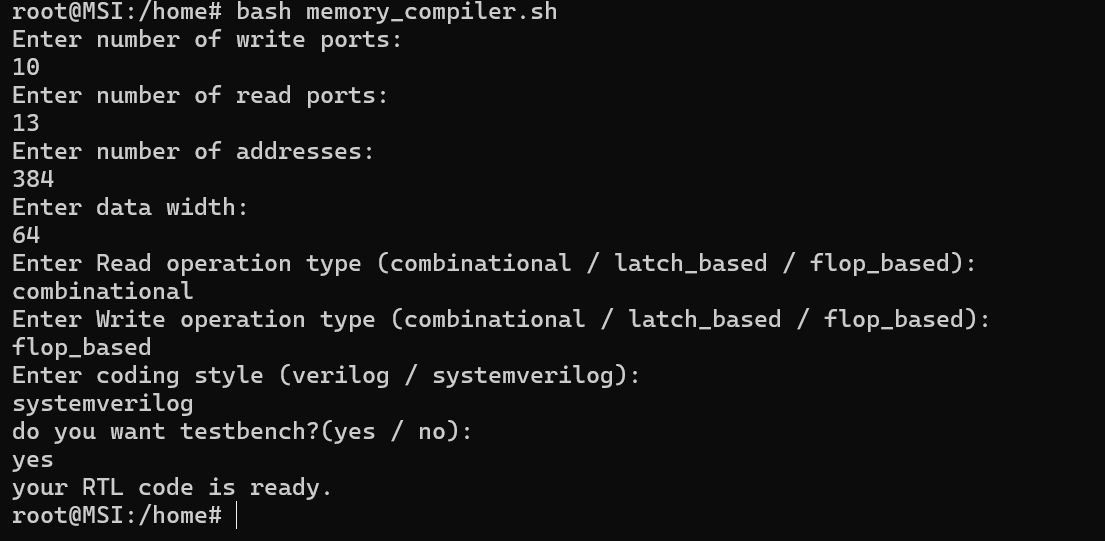 root@MSI:/home# bash memory_compiler.sh
Enter number of write ports:
10
Enter number of read ports:
13
Enter number of addresses:
384
Enter data width:
64
Enter Read operation type (combinational / latch_based / flop_based):
combinational
Enter Write operation type (combinational / latch_based / flop_based):
flop_based
Enter coding style (verilog / systemverilog):
systemverilog
do you want testbench?(yes / no):
yes
your RTL code is ready.
root@MSI:/home#